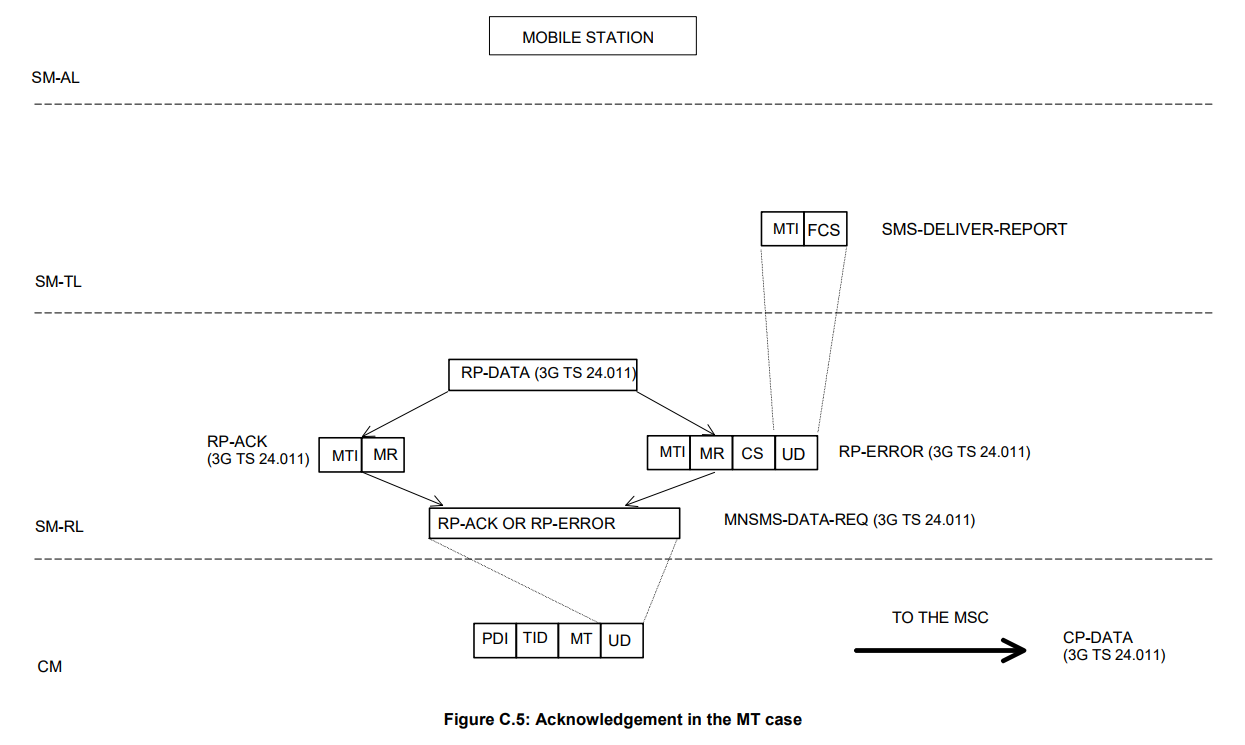 MOBILE STATION
SM-AL
MTI FCS SMS-DELIVER-REPORT
SM-TL
RP-DATA (3G TS 24.011)
RP-ACK
(3G TS 24.011)
MTI MR
MTI MR CS UD
RP-ERROR (3G TS 24.011)
RP-ACK OR RP-ERROR
MNSMS-DATA-REQ (3G TS 24.011)
SM-RL
TO THE MSC
PDI TID MT UD
CP-DATA
(3G TS 24.011)
CM
Figure C.5: Acknowledgement in the MT case